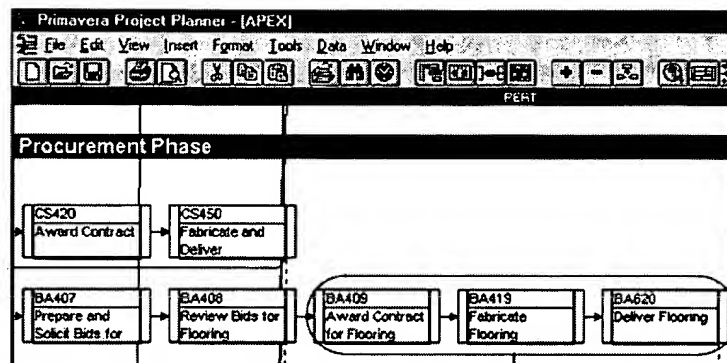 Primavera Project Planner - [APEX]
File Edit View Insert Format Tools Data Window Help
PERT
Procurement Phase
CS420
Award Contract
CS450
Fabricate and
Deliver
BA407
Prepare and
Solicit Bids for
BA408
Review Bids for
Flooring
BA409
Award Contract
for Flooring
BA419
Fabricate
Flooring
BA620
Deliver Flooring